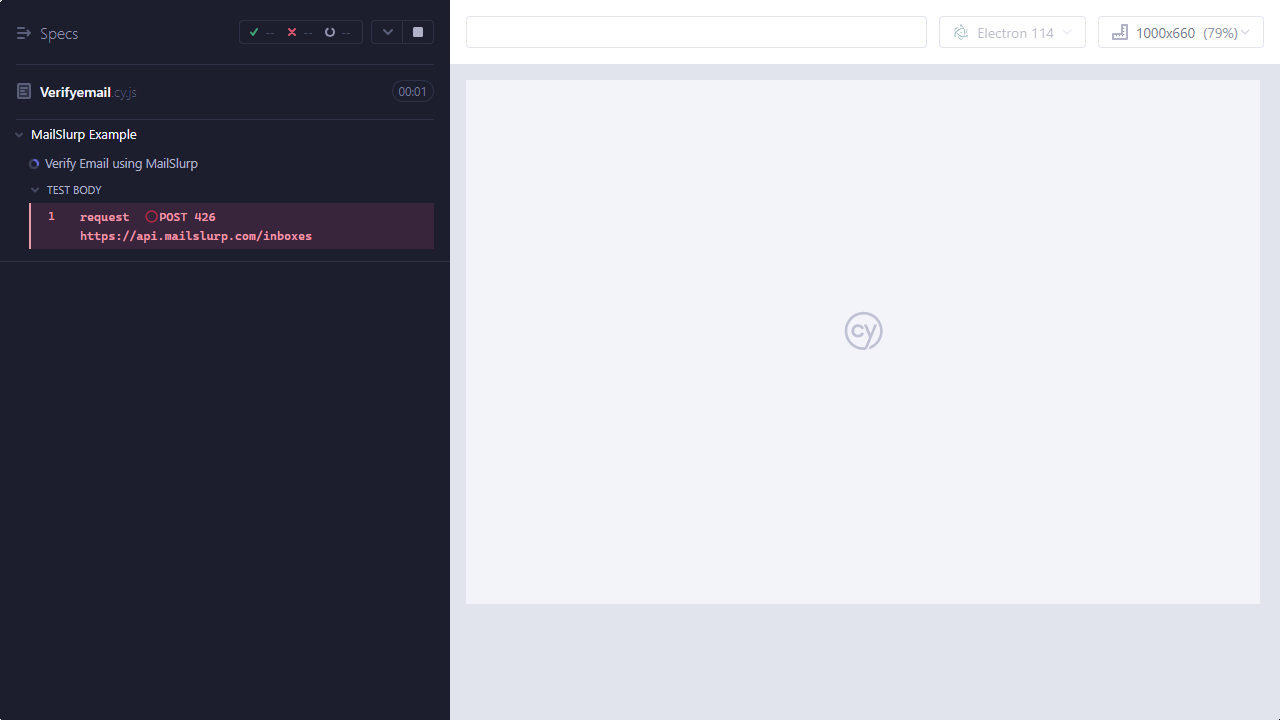 Specs
-- -- --
Verifyemail.cy.js
00:01
MailSlurp Example
Verify Email using MailSlurp
TEST BODY
1 request POST 426
https://api.mailslurp.com/inboxes
Electron 114
1000x660 (79%)
cy